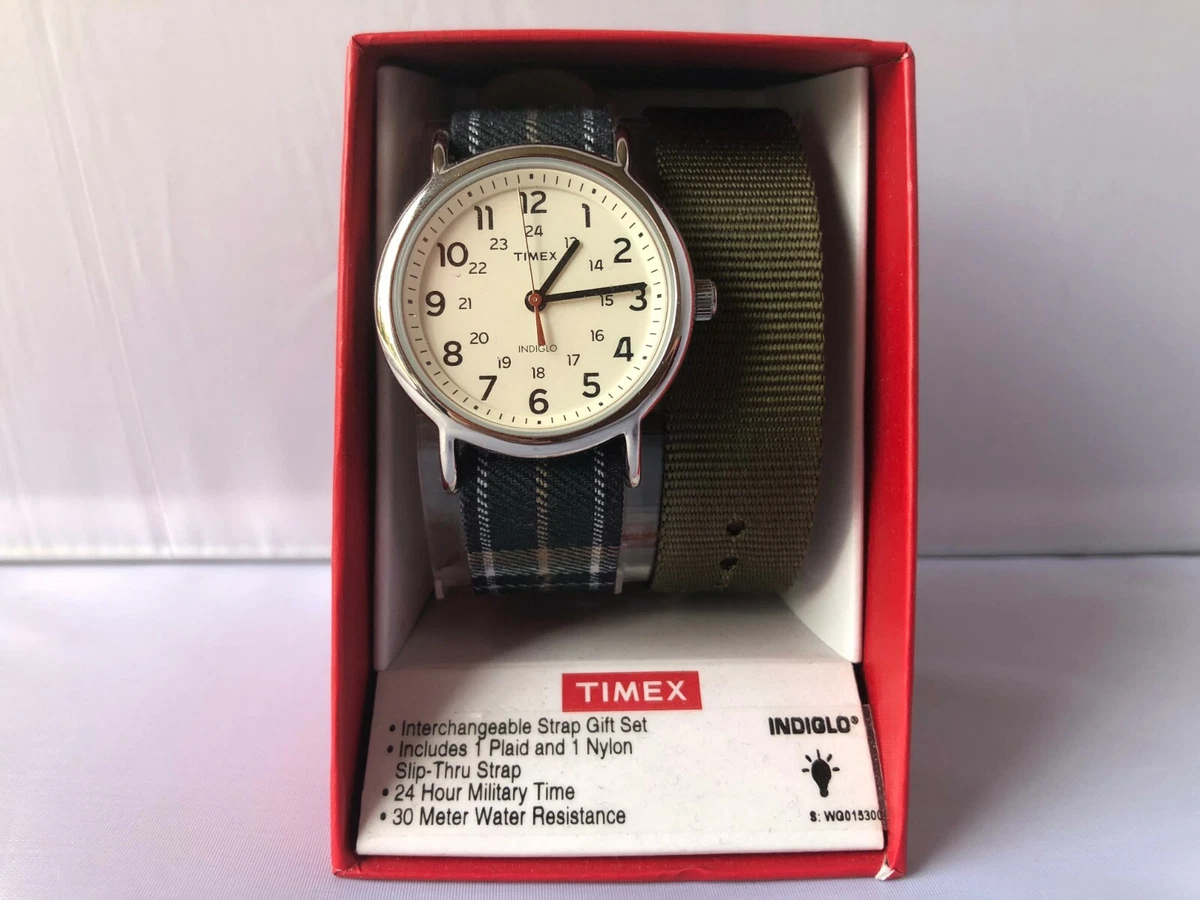 12
11
1
24
23
13
10
2
TIMEX
22
14
9
21
15
3
20
16
8
INDIGLO
4
19
17
18
7
5
6
TIMEX
• Interchangeable Strap Gift Set
• Includes 1 Plaid and 1 Nylon
Slip-Thru Strap
• 24 Hour Military Time
• 30 Meter Water Resistance
INDIGLO®
S: WG015300